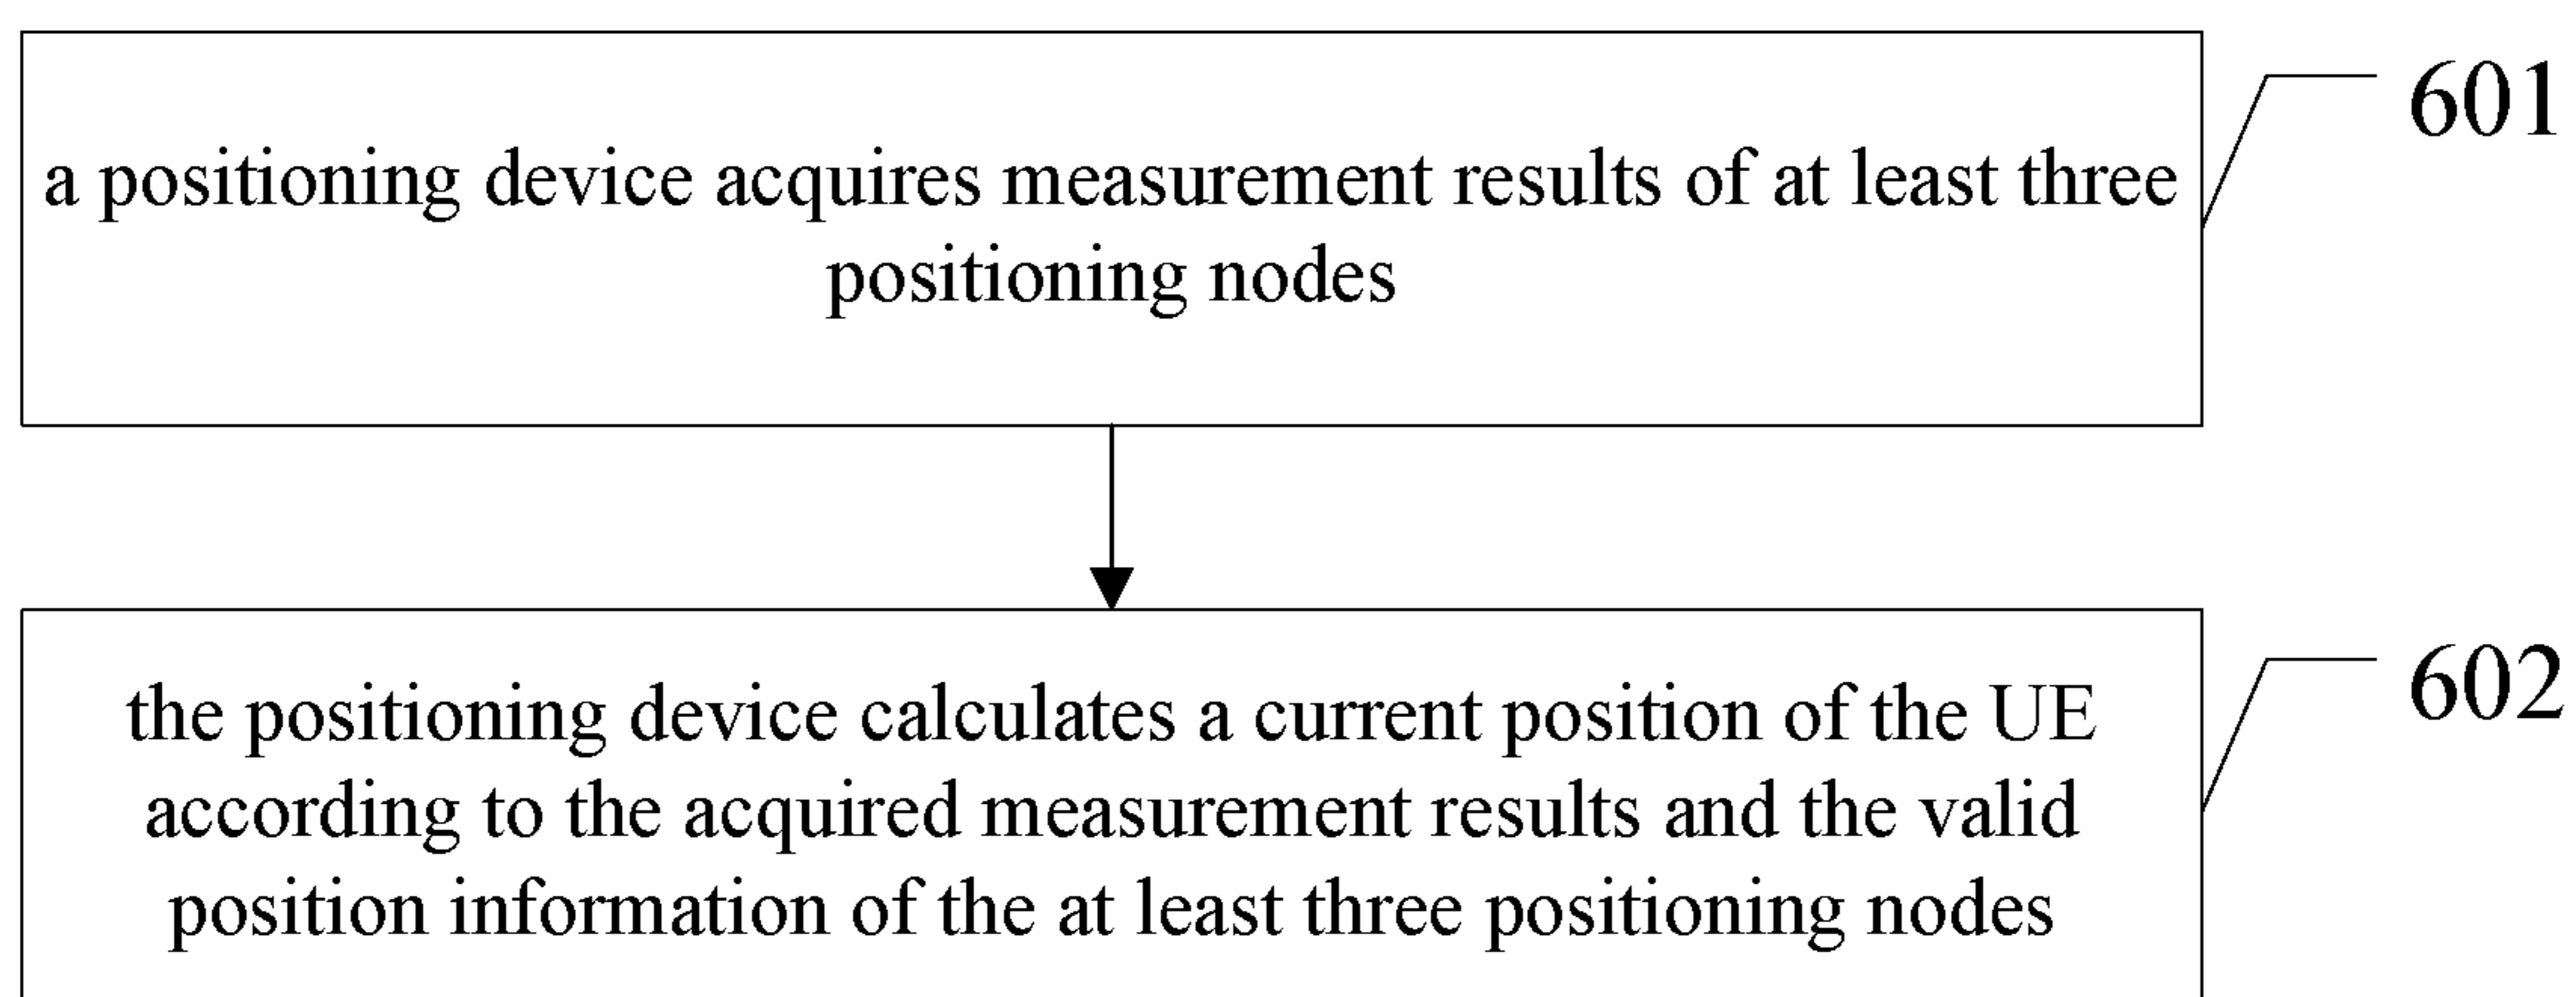 a positioning device acquires measurement results of at least three
positioning nodes
601
the positioning device calculates a current position of the UE
according to the acquired measurement results and the valid
position information of the at least three positioning nodes
602